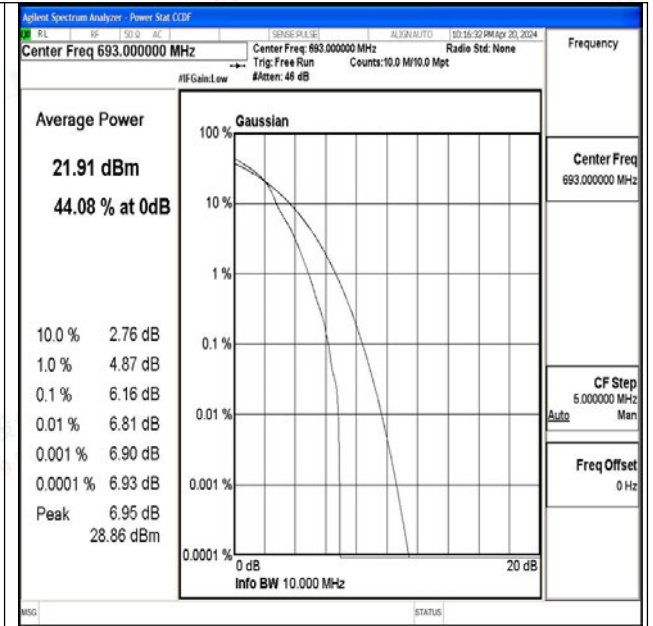 Agilent Spectrum Analyzer - Power Stat CCDF
RL RF 50 Ω AC SENSE:PULSE ALIGNAUTO 10:16:32 PM Apr 20, 2024
Center Freq 693.000000 MHz
Center Freq: 693.000000 MHz Radio Std: None
Trig: Free Run Counts:10.0 M/10.0 Mpt
#IFGain:Low #Atten: 46 dB
Frequency
Average Power
21.91 dBm
44.08 % at 0dB
10.0 % 2.76 dB
1.0 % 4.87 dB
0.1 % 6.16 dB
0.01 % 6.81 dB
0.001 % 6.90 dB
0.0001 % 6.93 dB
Peak 6.95 dB
28.86 dBm
Gaussian
100 %
10 %
1 %
0.1 %
0.01 %
0.001 %
0.0001 %
0 dB 20 dB
Info BW 10.000 MHz
Center Freq
693.000000 MHz
CF Step
5.000000 MHz
Auto Man
Freq Offset
0 Hz
MSG STATUS